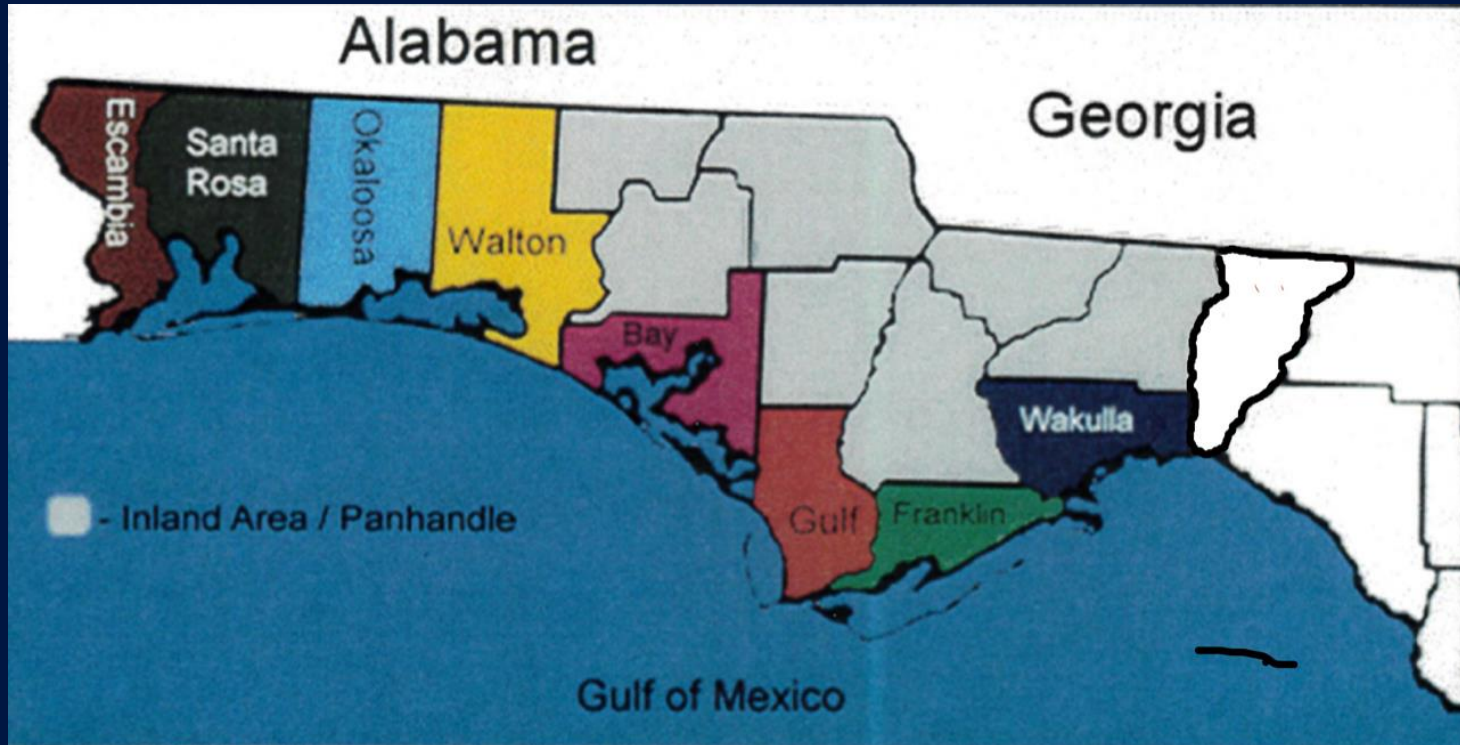 Alabama
Georgia
Escambia
Santa
Rosa
Okaloosa
Walton
Bay
Wakulla
Gulf
Franklin
- Inland Area / Panhandle
Gulf of Mexico